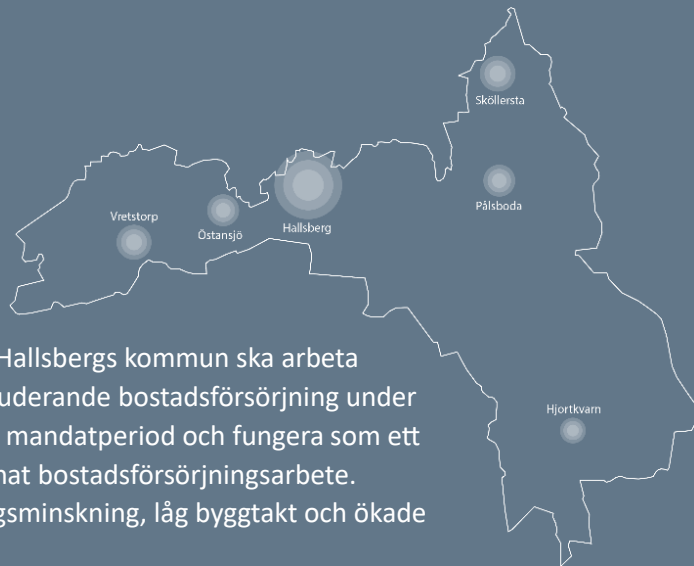 Sköllersta
Pålsboda
Vretstorp
Östansjö
Hallsberg
Hallsbergs kommun ska arbeta
bostadsförsörjning under
mandatperiod och fungera som ett
bostadsförsörjningsarbete.
låg byggtakt och ökade
Hjortkvarn